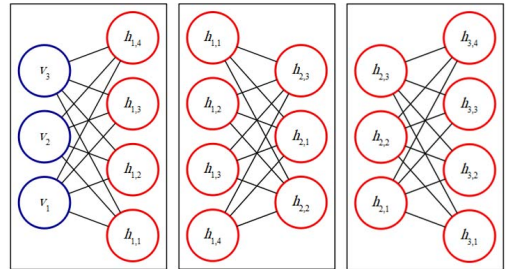 v3
v2
v1
h1,4
h1,3
h1,2
h1,1
h1,1
h1,2
h1,3
h1,4
h2,3
h2,1
h2,2
h2,3
h2,2
h2,1
h3,4
h3,3
h3,2
h3,1